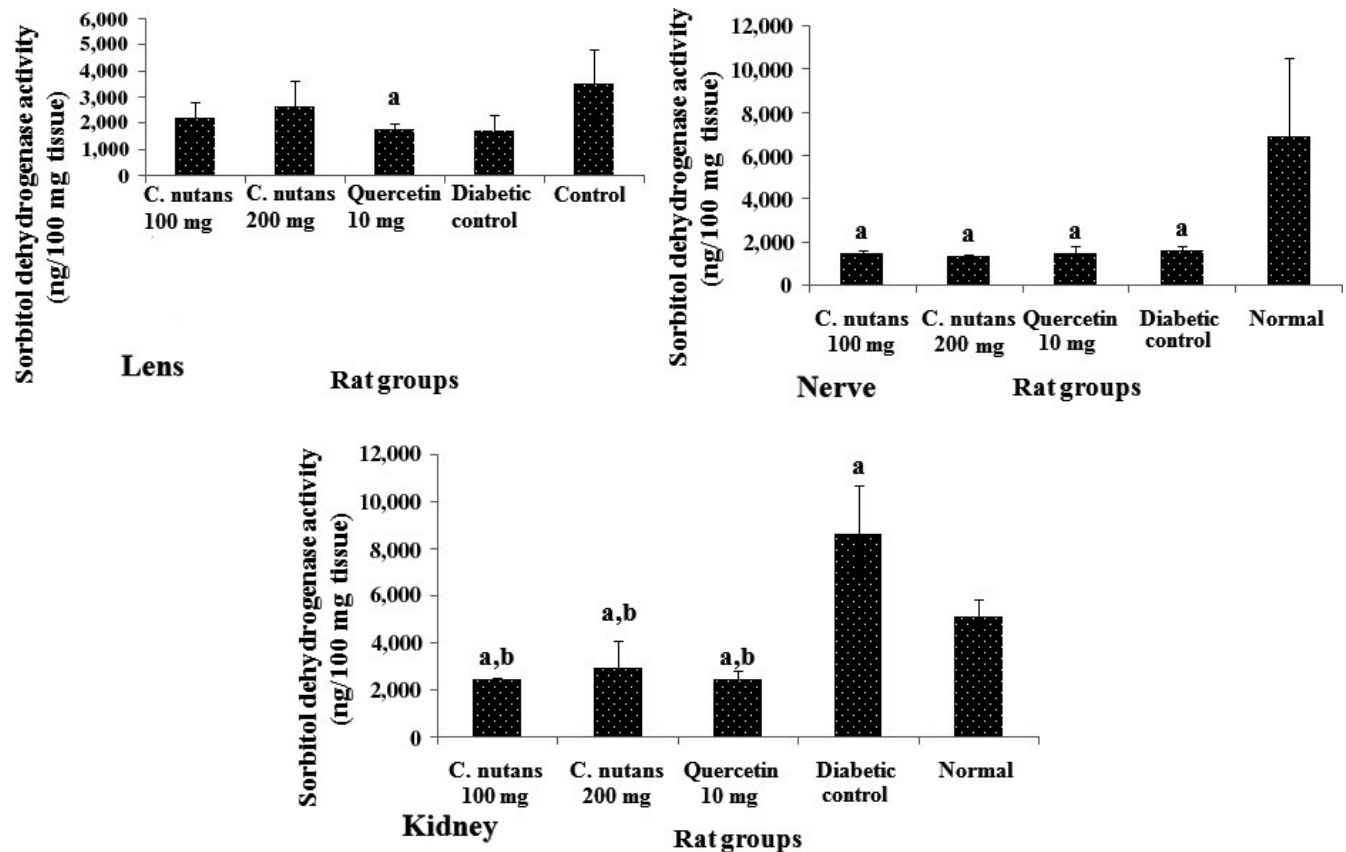 Sorbitol dehydrogenase activity
(ng/100 mg tissue)
6,000
5,000
4,000
3,000
2,000
1,000
0
a
C. nutans
100 mg
C. nutans
200 mg
Quercetin
10 mg
Diabetic
control
Control
Lens
Rat groups
Sorbitol dehydrogenase activity
(ng/100 mg tissue)
12,000
10,000
8,000
6,000
4,000
2,000
0
a
a
a
a
C. nutans
100 mg
C. nutans
200 mg
Quercetin
10 mg
Diabetic
control
Normal
Nerve
Rat groups
Sorbitol dehydrogenase activity
(ng/100 mg tissue)
12,000
10,000
8,000
6,000
4,000
2,000
0
a,b
a,b
a,b
a
C. nutans
100 mg
C. nutans
200 mg
Quercetin
10 mg
Diabetic
control
Normal
Kidney
Rat groups